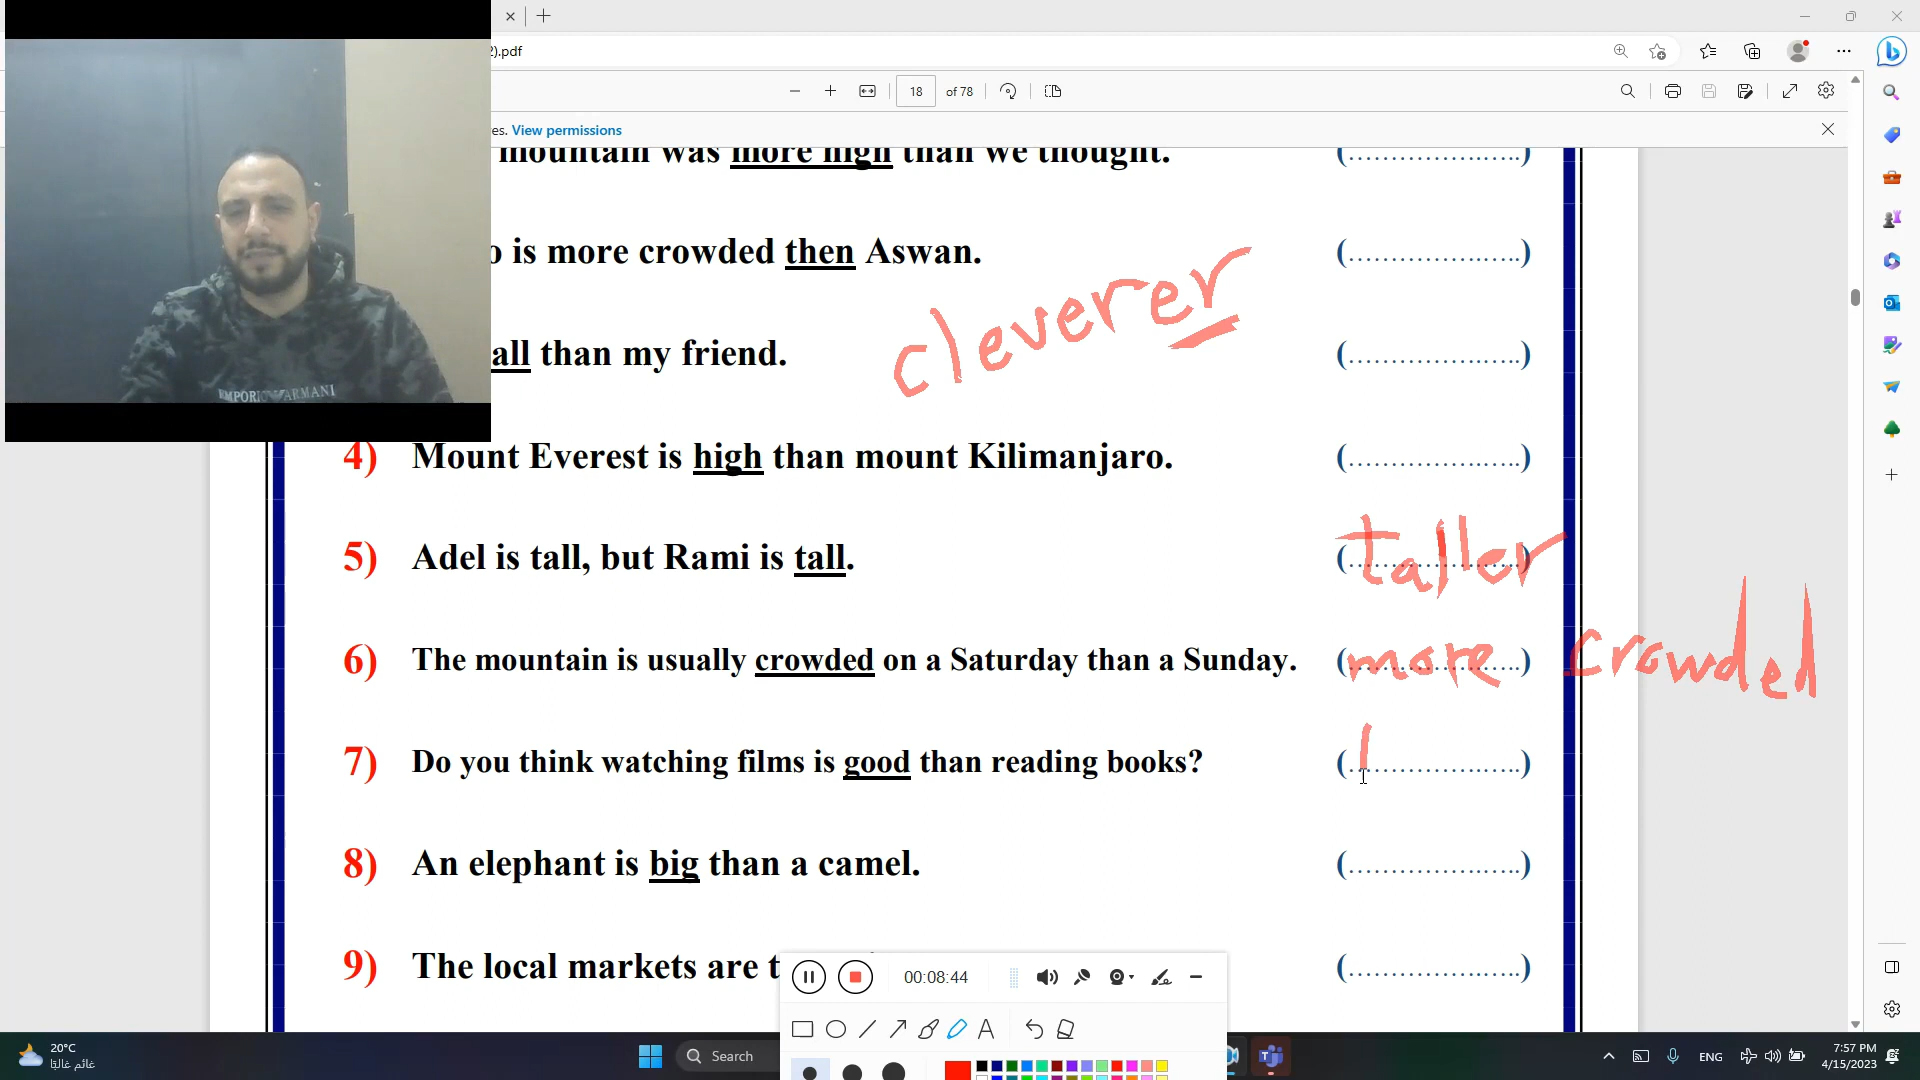 2).pdf
18 of 78
es. View permissions
mountain was more high than we thought. (........................)
o is more crowded then Aswan. (........................)
cleverer
all than my friend. (........................)
EMPORIO ARMANI
4) Mount Everest is high than mount Kilimanjaro. (........................)
5) Adel is tall, but Rami is tall. (........................) taller
6) The mountain is usually crowded on a Saturday than a Sunday. (........................) more crowded
7) Do you think watching films is good than reading books? (........................)
8) An elephant is big than a camel. (........................)
9) The local markets are t (........................)
00:08:44
A
20°C
غائم غالبًا
Search
ENG
7:57 PM
4/15/2023